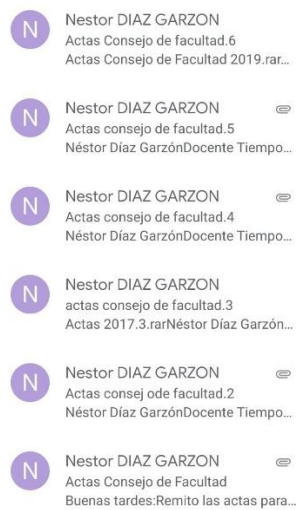 N
Nestor DIAZ GARZON
Actas Consejo de facultad.6
Actas Consejo de Facultad 2019.rar...
N
Nestor DIAZ GARZON
Actas consejo de facultad.5
Néstor Díaz GarzónDocente Tiempo...
N
Nestor DIAZ GARZON
Actas consejo de facultad.4
Néstor Díaz GarzónDocente Tiempo...
N
Nestor DIAZ GARZON
actas consejo de facultad.3
Actas 2017.3.rarNéstor Díaz Garzón...
N
Nestor DIAZ GARZON
Actas consej ode facultad.2
Néstor Díaz GarzónDocente Tiempo...
N
Nestor DIAZ GARZON
Actas Consejo de Facultad
Buenas tardes:Remito las actas para...